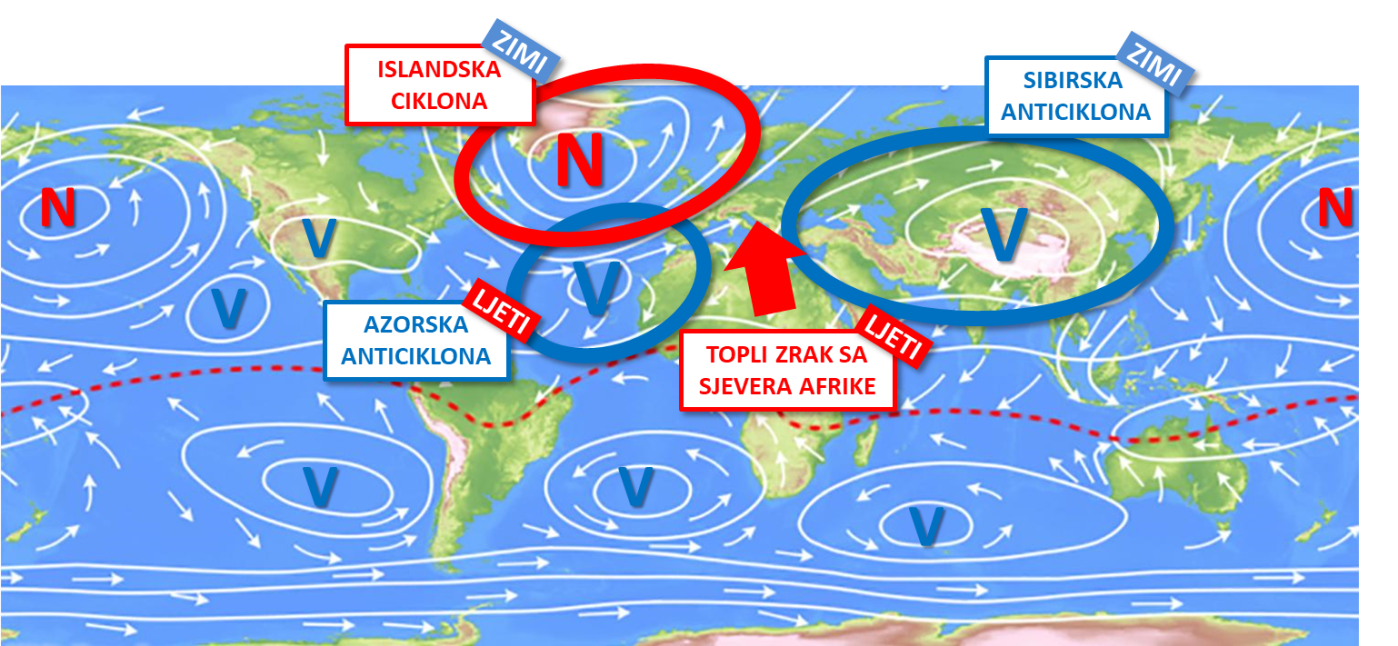 ZIMI
ISLANDSKA
CIKLONA
ZIMI
SIBIRSKA
ANTICIKLONA
N
N
N
V
V
V
V
LJETI
AZORSKA
ANTICIKLONA
LJETI
TOPLI ZRAK SA
SJEVERA AFRIKE
V
V
V